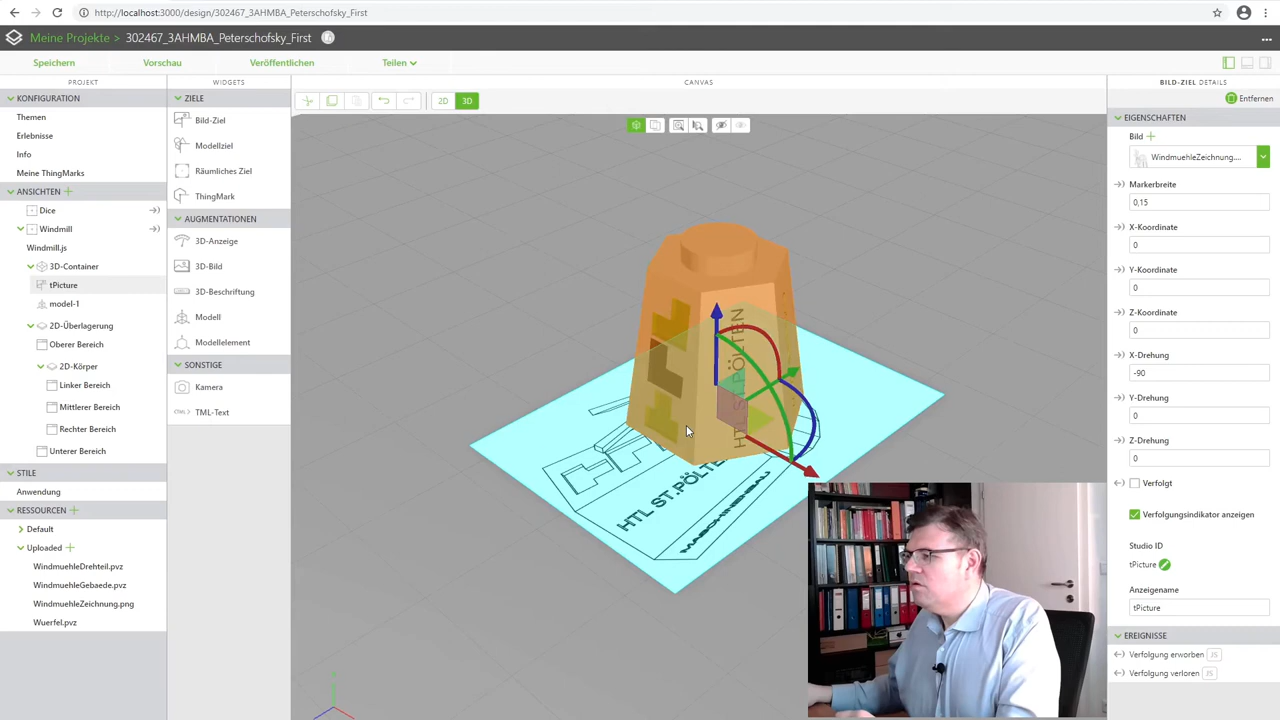 http://localhost:3000/design/302467_3AHMBA_Peterschofsky_First
Meine Projekte > 302467_3AHMBA_Peterschofsky_First
Speichern
Vorschau
Veröffentlichen
Teilen
PROJEKT
WIDGETS
CANVAS
BILD-ZIEL DETAILS
KONFIGURATION
Themen
Erlebnisse
Info
Meine ThingMarks
ANSICHTEN
Dice
Windmill
Windmill.js
3D-Container
tPicture
model-1
2D-Überlagerung
Oberer Bereich
2D-Körper
Linker Bereich
Mittlerer Bereich
Rechter Bereich
Unterer Bereich
STILE
Anwendung
RESSOURCEN
Default
Uploaded
WindmuehleDrehteil.pvz
WindmuehleGebaede.pvz
WindmuehleZeichnung.png
Wuerfel.pvz
ZIELE
Bild-Ziel
Modellziel
Räumliches Ziel
ThingMark
AUGMENTATIONEN
3D-Anzeige
3D-Bild
3D-Beschriftung
Modell
Modellelement
SONSTIGE
Kamera
TML-Text
2D
3D
HTL ST.PÖLTEN
HTL ST.PÖLTE
MASCHINENBAU
Entfernen
EIGENSCHAFTEN
Bild
WindmuehleZeichnung....
Markerbreite
0,15
X-Koordinate
0
Y-Koordinate
0
Z-Koordinate
0
X-Drehung
-90
Y-Drehung
0
Z-Drehung
0
Verfolgt
Verfolgungsindikator anzeigen
Studio ID
tPicture
Anzeigename
tPicture
EREIGNISSE
Verfolgung erworben JS
Verfolgung verloren JS